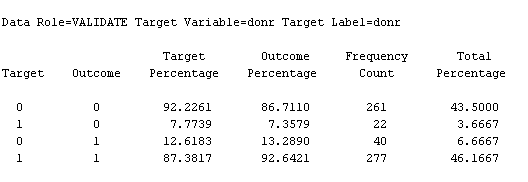 Data Role=VALIDATE Target Variable=donr Target Label=donr
Target Outcome Frequency Total
Target Outcome Percentage Percentage Count Percentage
0 0 92.2261 86.7110 261 43.5000
1 0 7.7739 7.3579 22 3.6667
0 1 12.6183 13.2890 40 6.6667
1 1 87.3817 92.6421 277 46.1667